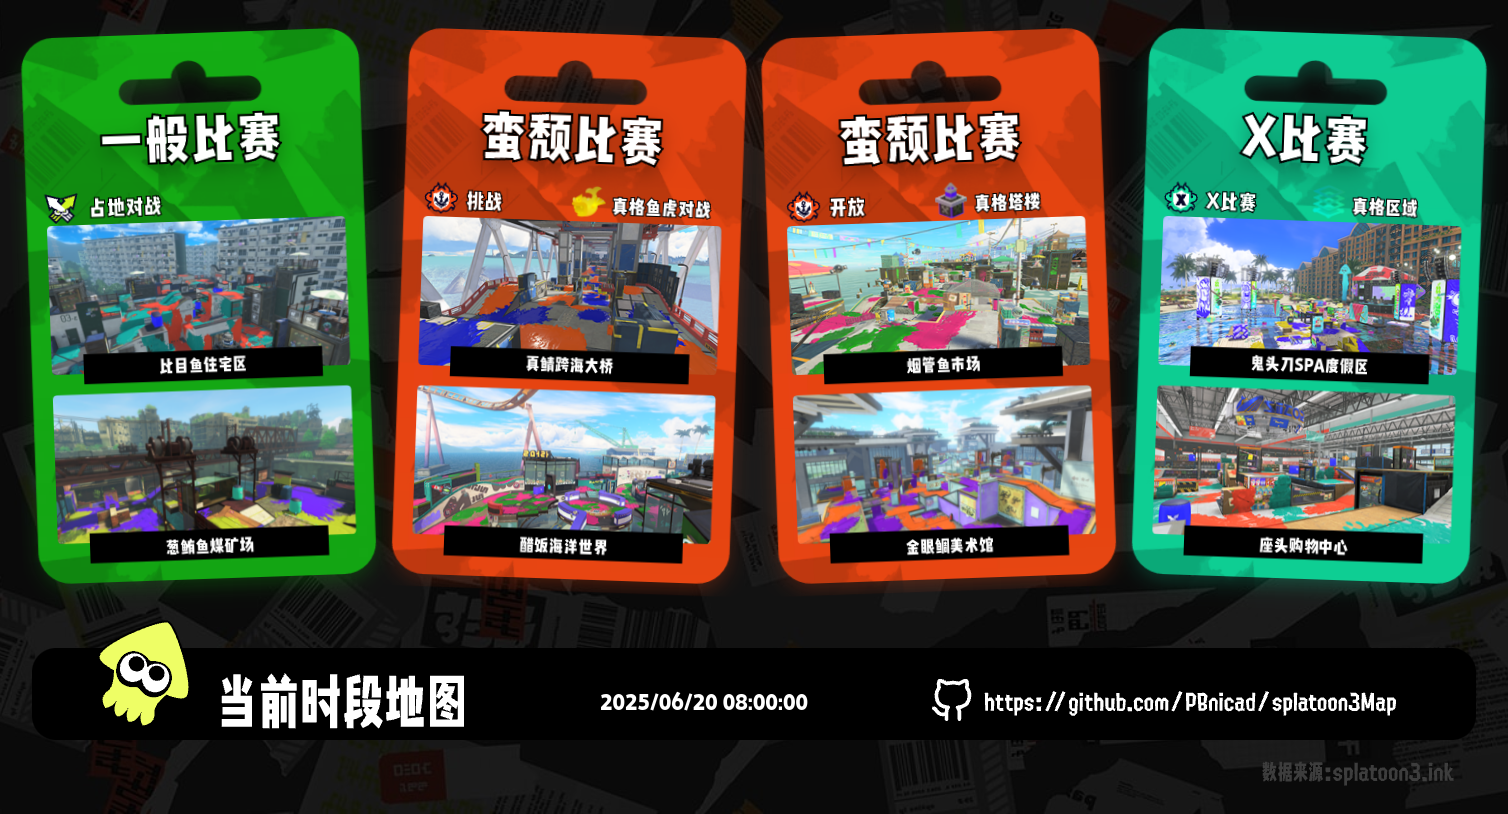 一般比赛
占地对战
比目鱼住宅区
葱鲔鱼煤矿场
蛮颓比赛
挑战
真格鱼虎对战
真鲭跨海大桥
醋饭海洋世界
蛮颓比赛
开放
真格塔楼
烟管鱼市场
金眼鲷美术馆
X比赛
X比赛
真格区域
鬼头刀SPA度假区
座头购物中心
当前时段地图
2025/06/20 08:00:00
https://github.com/PBnicad/splatoon3Map
数据来源:splatoon3.ink